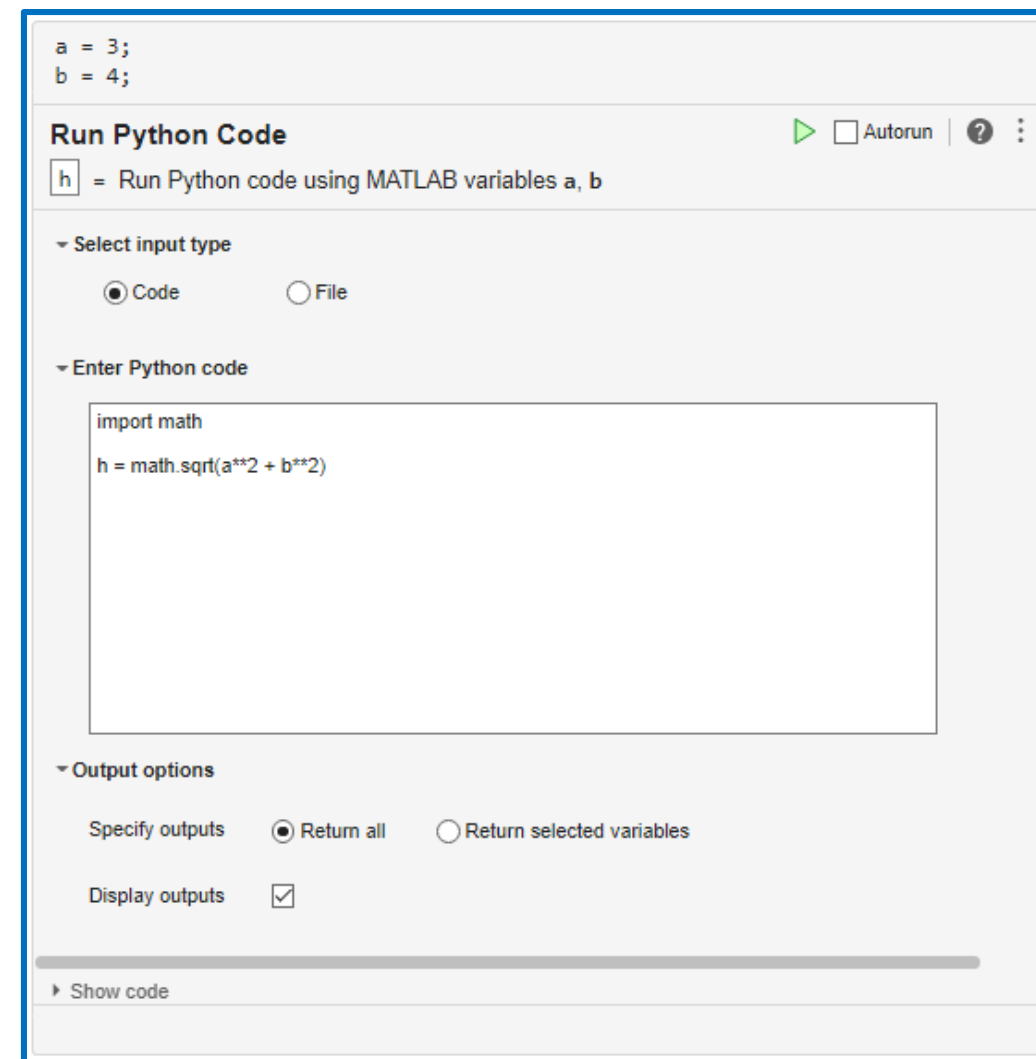 a = 3;
b = 4;
Run Python Code
Autorun
h = Run Python code using MATLAB variables a, b
Select input type
Code File
Enter Python code
import math
h = math.sqrt(a**2 + b**2)
Output options
Specify outputs Return all Return selected variables
Display outputs
Show code